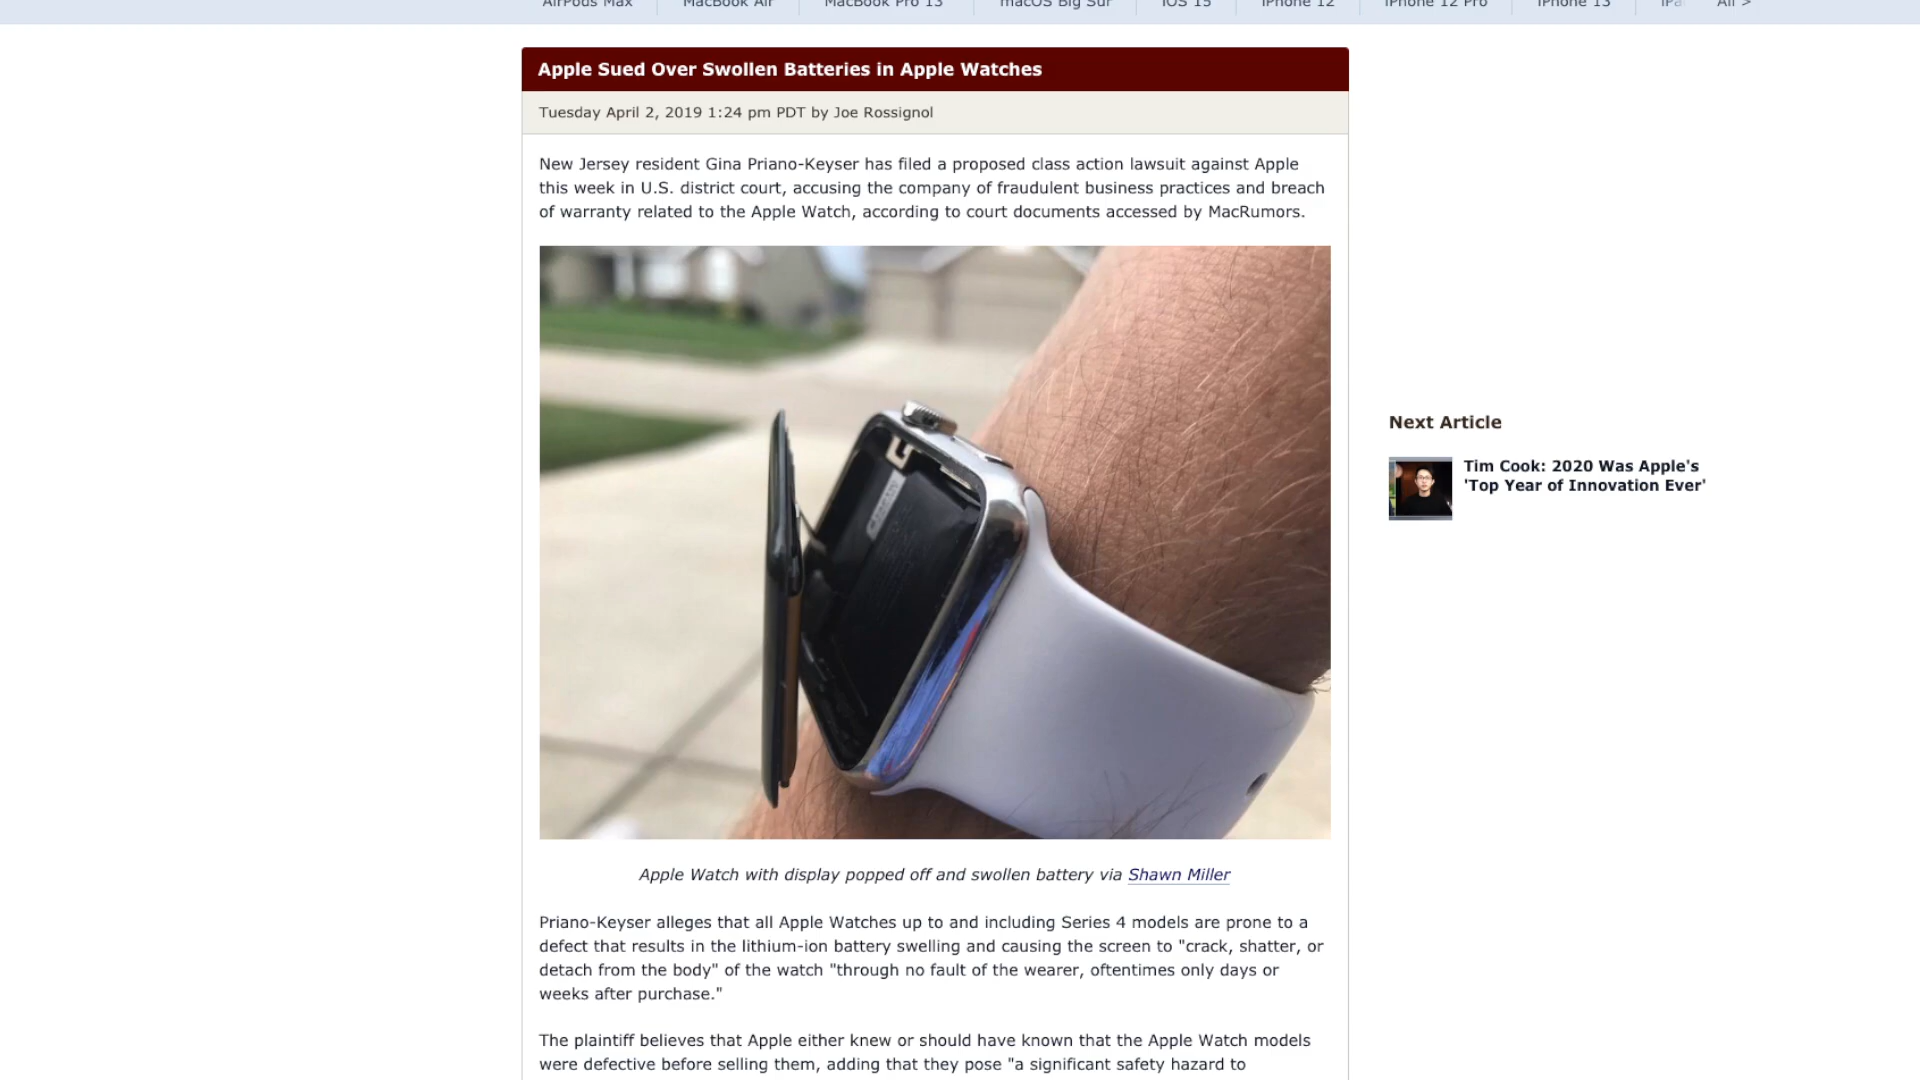 AirPods Max MacBook Air MacBook Pro 13 macOS Big Sur iOS 15 iPhone 12 iPhone 12 Pro iPhone 13 All >
Apple Sued Over Swollen Batteries in Apple Watches
Tuesday April 2, 2019 1:24 pm PDT by Joe Rossignol
New Jersey resident Gina Priano-Keyser has filed a proposed class action lawsuit against Apple
this week in U.S. district court, accusing the company of fraudulent business practices and breach
of warranty related to the Apple Watch, according to court documents accessed by MacRumors.
Apple Watch with display popped off and swollen battery via Shawn Miller
Priano-Keyser alleges that all Apple Watches up to and including Series 4 models are prone to a
defect that results in the lithium-ion battery swelling and causing the screen to "crack, shatter, or
detach from the body" of the watch "through no fault of the wearer, oftentimes only days or
weeks after purchase."
The plaintiff believes that Apple either knew or should have known that the Apple Watch models
were defective before selling them, adding that they pose "a significant safety hazard to
Next Article
Tim Cook: 2020 Was Apple's
'Top Year of Innovation Ever'